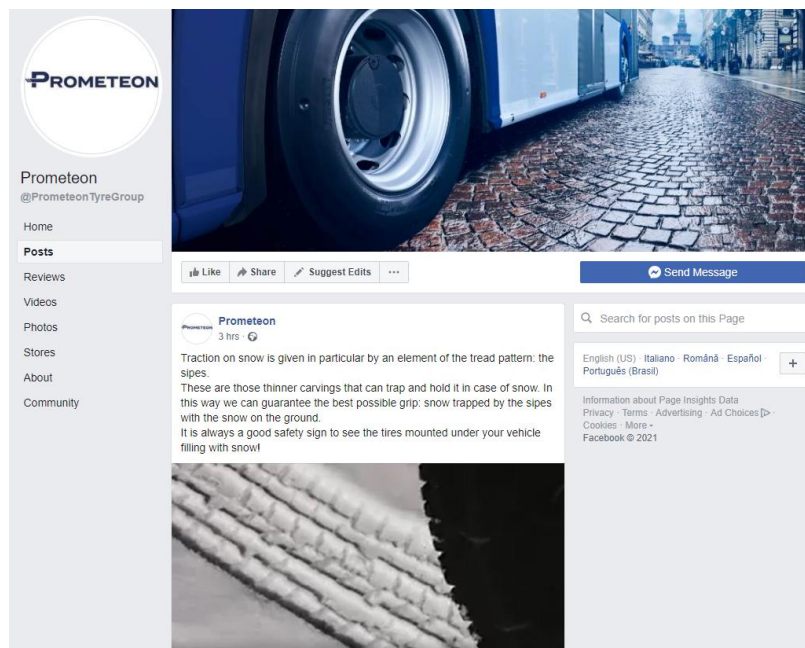 PROMETEON
Prometeon
@PrometeonTyreGroup
Home
Posts
Reviews
Videos
Photos
Stores
About
Community
Like
Share
Suggest Edits
Send Message
PROMETEON
Prometeon
3 hrs ·
Traction on snow is given in particular by an element of the tread pattern: the
sipes.
These are those thinner carvings that can trap and hold it in case of snow. In
this way we can guarantee the best possible grip: snow trapped by the sipes
with the snow on the ground.
It is always a good safety sign to see the tires mounted under your vehicle
filling with snow!
Search for posts on this Page
English (US) · Italiano · Română · Español ·
Português (Brasil)
Information about Page Insights Data
Privacy · Terms · Advertising · Ad Choices ·
Cookies · More
Facebook © 2021